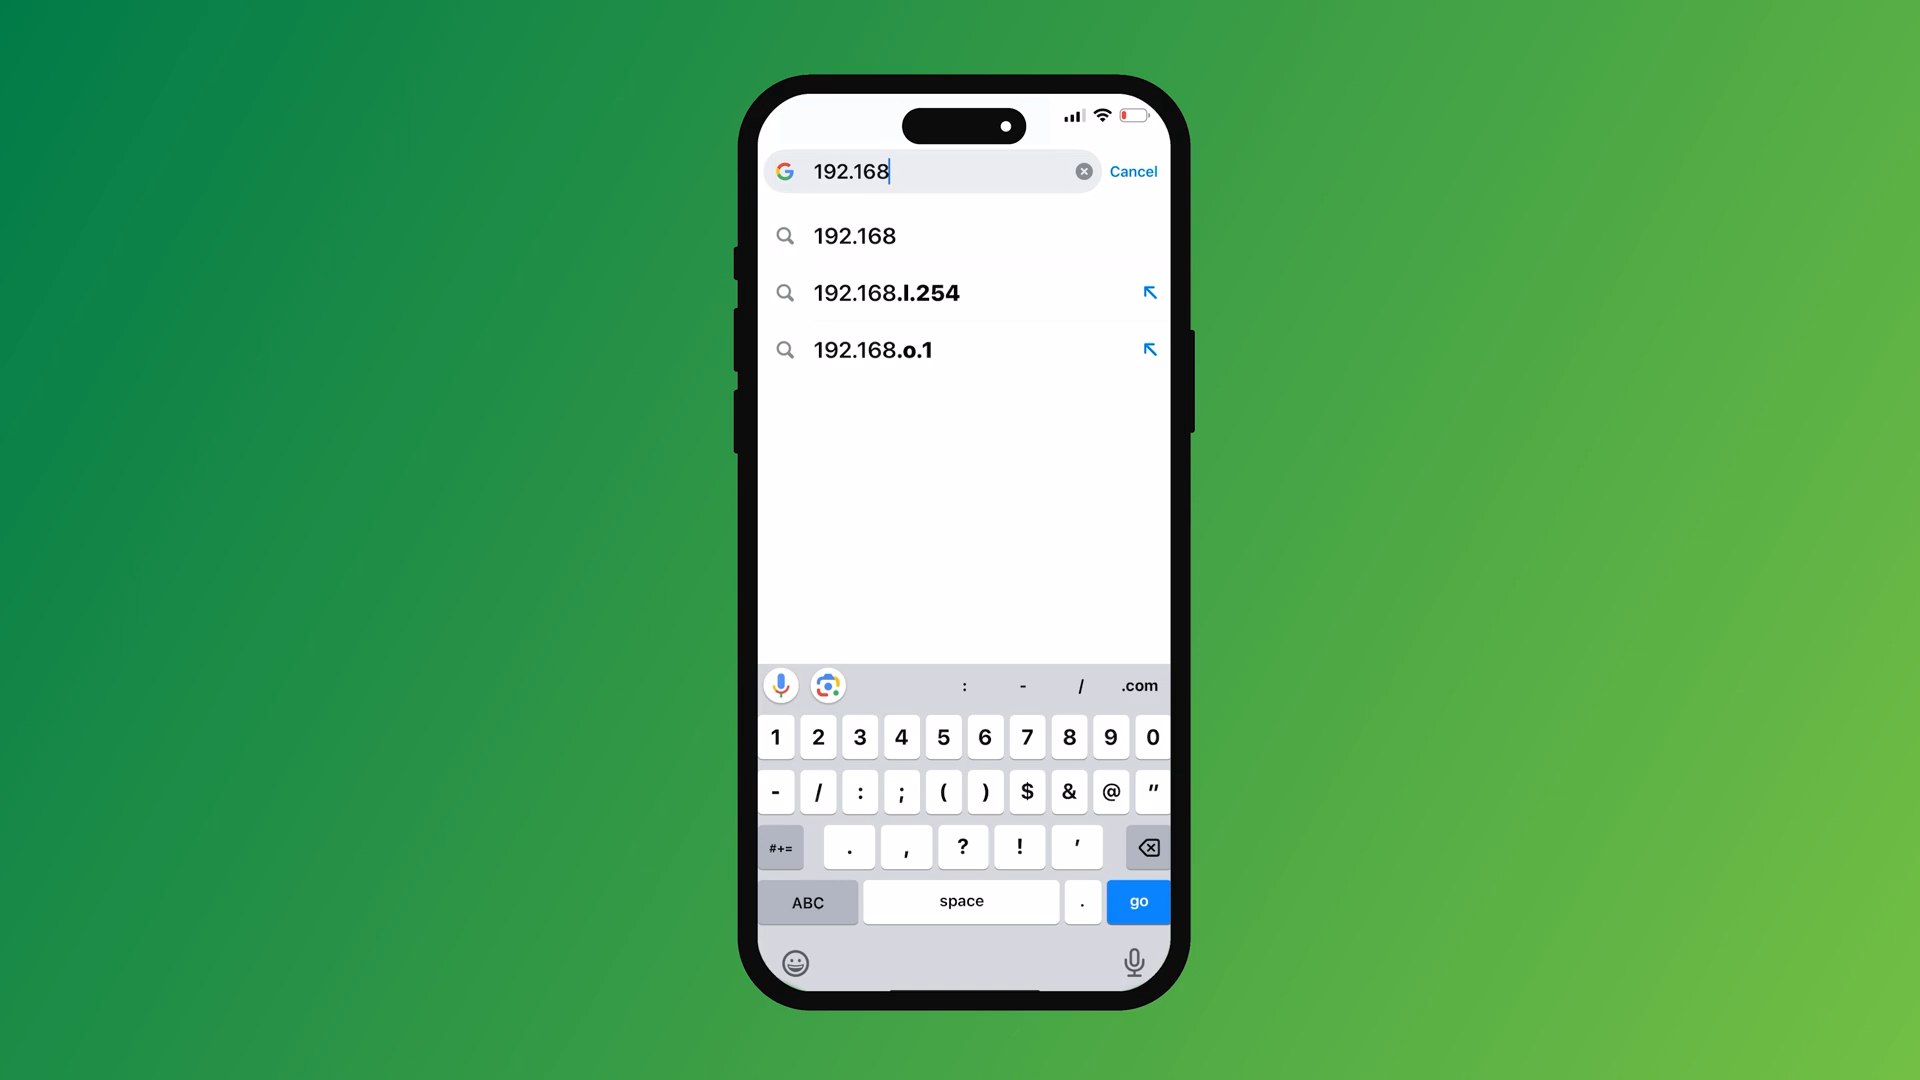 192.168
Cancel
192.168
192.168.l.254
192.168.o.1
: - / .com
1 2 3 4 5 6 7 8 9 0
- / : ; ( ) $ & @ "
#+= . , ? ! '
ABC space . go